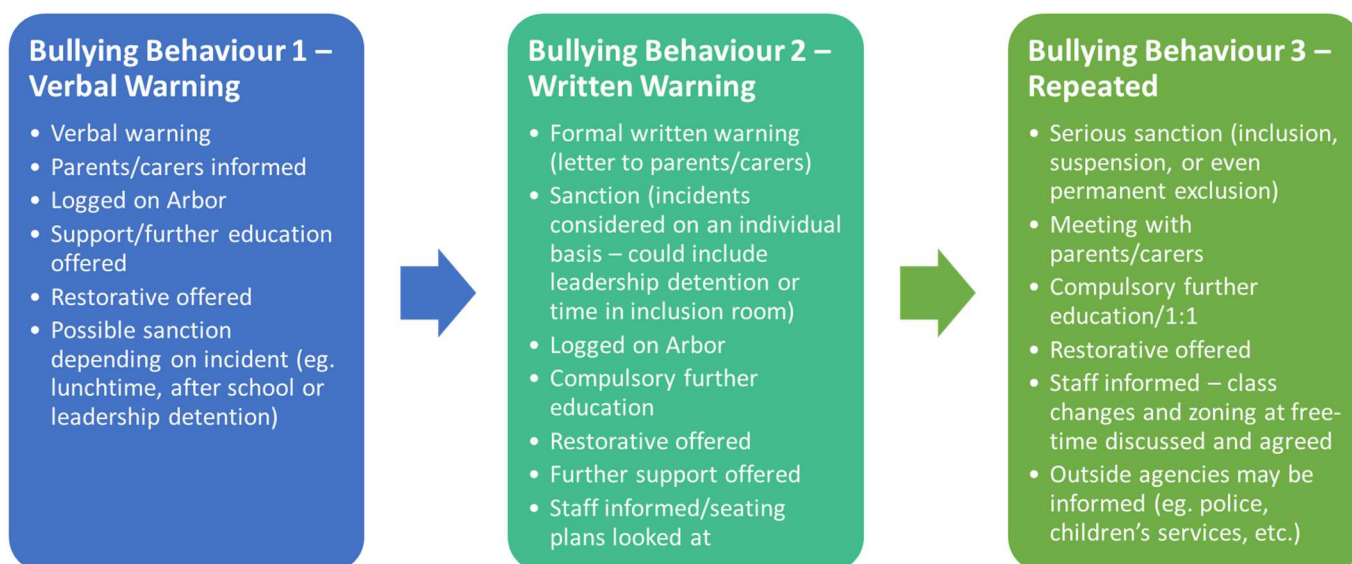 Bullying Behaviour 1 –
Verbal Warning
• Verbal warning
• Parents/carers informed
• Logged on Arbor
• Support/further education
offered
• Restorative offered
• Possible sanction
depending on incident (eg.
lunchtime, after school or
leadership detention)
Bullying Behaviour 2 –
Written Warning
• Formal written warning
(letter to parents/carers)
• Sanction (incidents
considered on an individual
basis – could include
leadership detention or
time in inclusion room)
• Logged on Arbor
• Compulsory further
education
• Restorative offered
• Further support offered
• Staff informed/seating
plans looked at
Bullying Behaviour 3 –
Repeated
• Serious sanction (inclusion,
suspension, or even
permanent exclusion)
• Meeting with
parents/carers
• Compulsory further
education/1:1
• Restorative offered
• Staff informed – class
changes and zoning at free-
time discussed and agreed
• Outside agencies may be
informed (eg. police,
children's services, etc.)